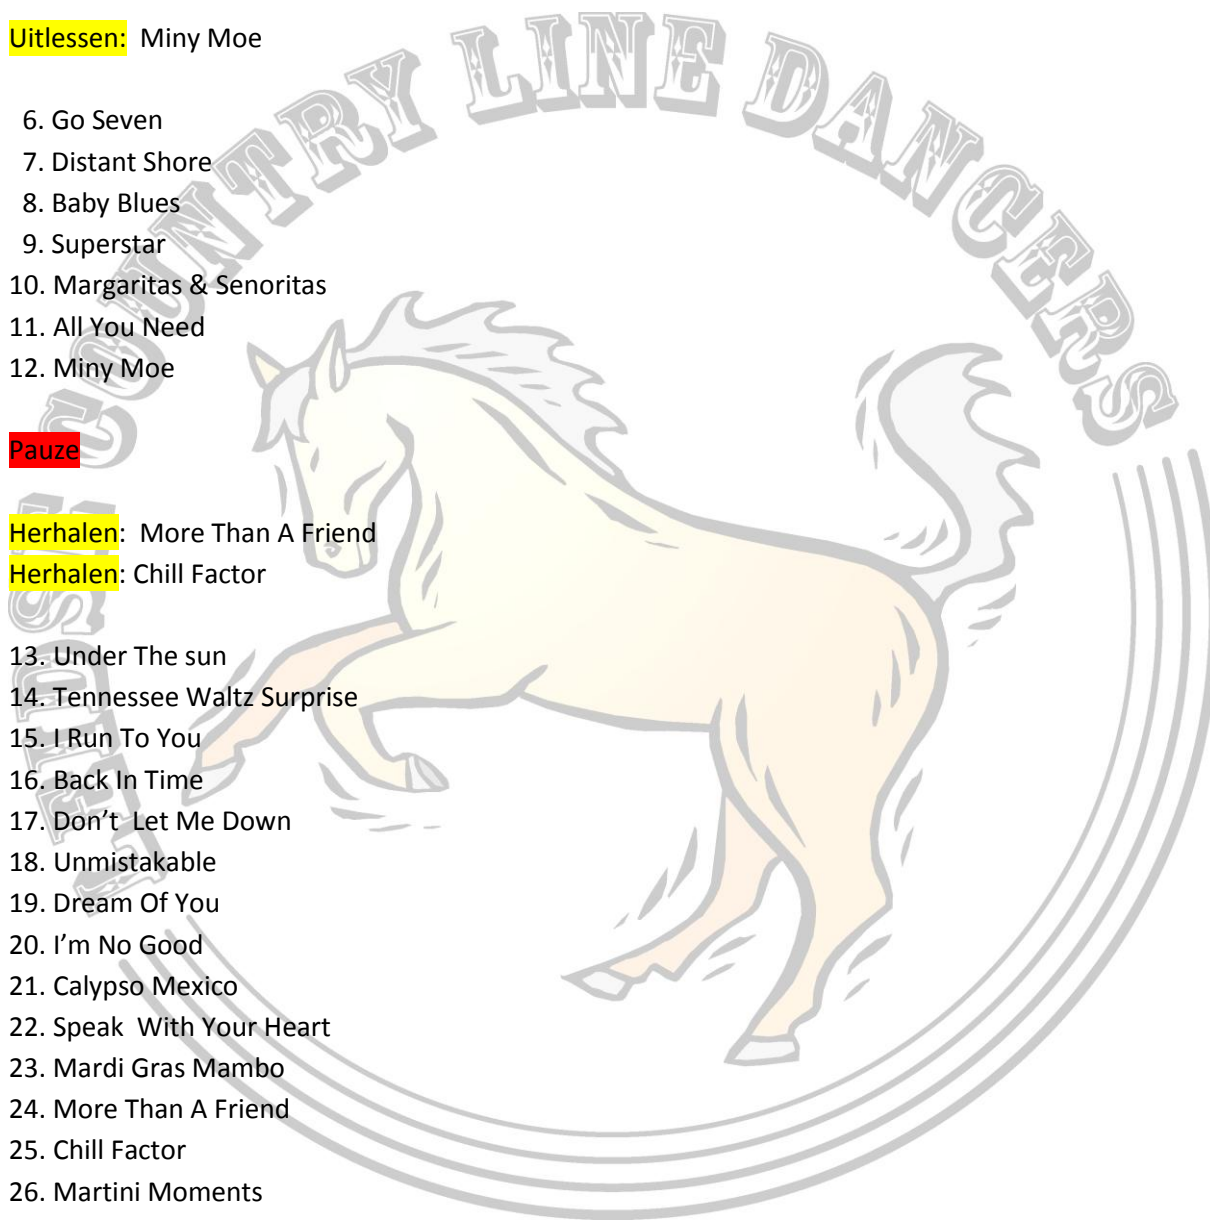 Uitlessen: Miny Moe
6. Go Seven
7. Distant Shore
8. Baby Blues
9. Superstar
10. Margaritas & Senoritas
11. All You Need
12. Miny Moe
Pauze
Herhalen: More Than A Friend
Herhalen: Chill Factor
13. Under The sun
14. Tennessee Waltz Surprise
15. I Run To You
16. Back In Time
17. Don’t  Let Me Down
18. Unmistakable
19. Dream Of You
20. I’m No Good
21. Calypso Mexico
22. Speak  With Your Heart
23. Mardi Gras Mambo
24. More Than A Friend
25. Chill Factor
26. Martini Moments
COUNTRY LINE DANCERS